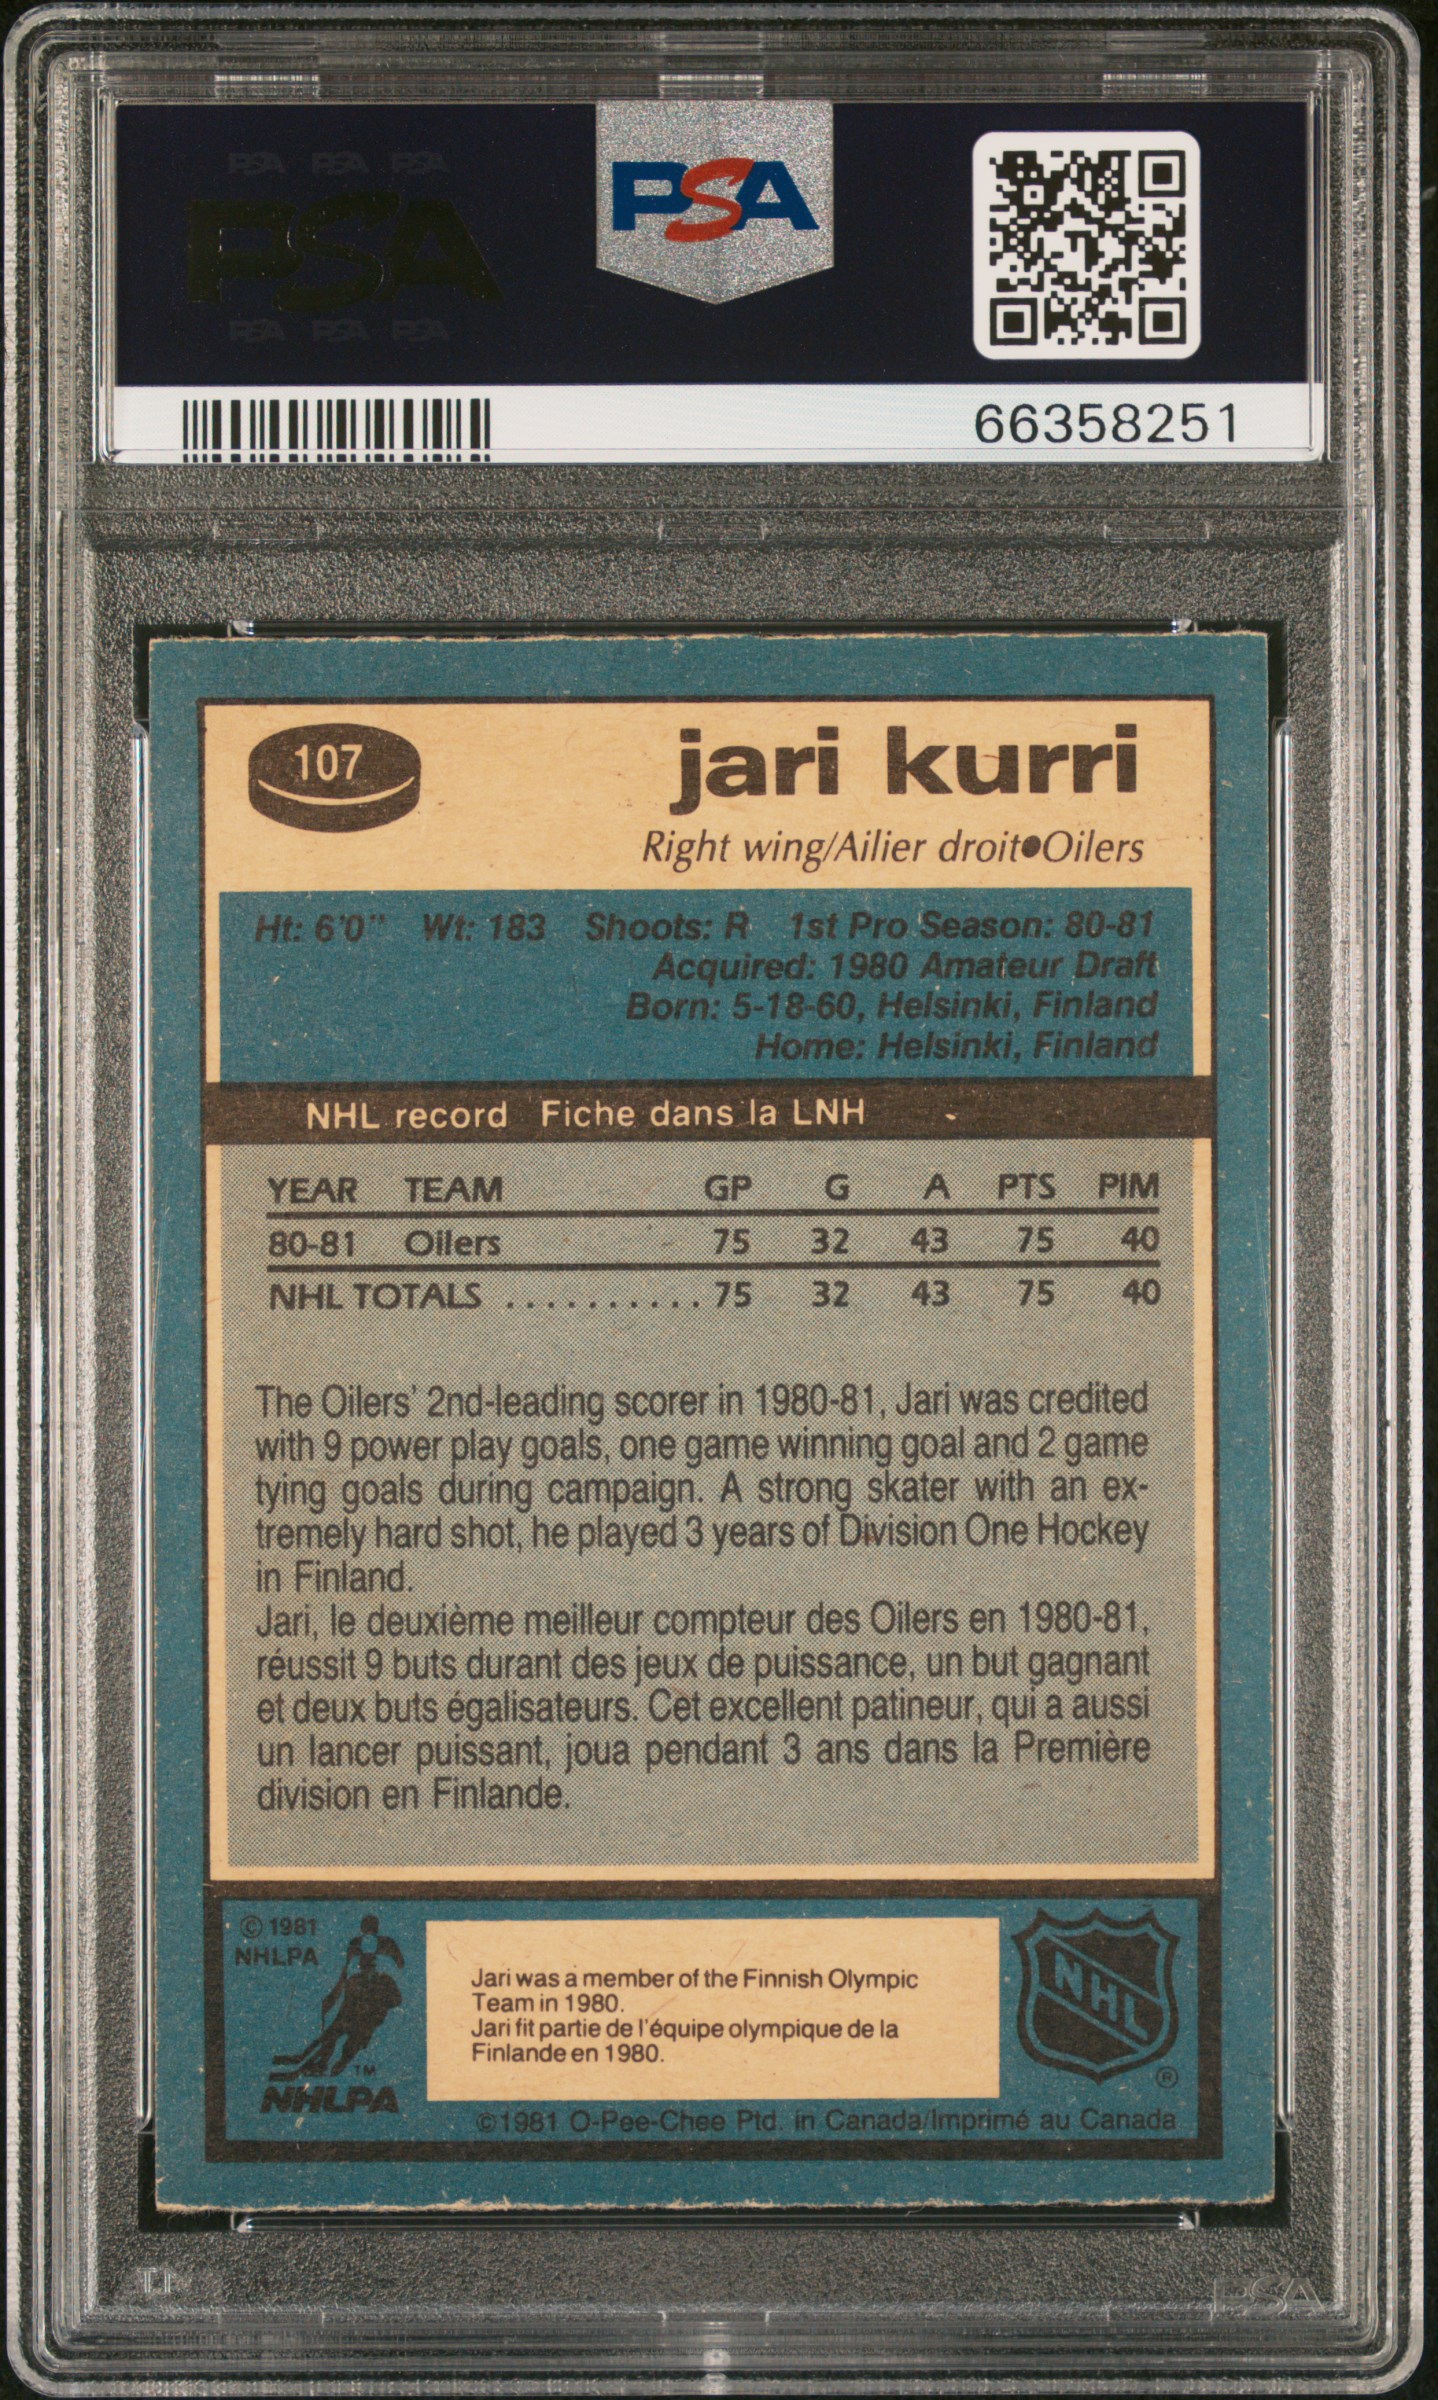 PSA PSA PSA
PSA
PSA PSA PSA
PSA
66358251
107
jari kurri
Right wing/Ailier droit●Oilers
Ht: 6'0" Wt: 183 Shoots: R 1st Pro Season: 80-81
Acquired: 1980 Amateur Draft
Born: 5-18-60, Helsinki, Finland
Home: Helsinki, Finland
NHL record Fiche dans la LNH
YEAR TEAM GP G A PTS PIM
80-81 Oilers 75 32 43 75 40
NHL TOTALS .......... 75 32 43 75 40
The Oilers' 2nd-leading scorer in 1980-81, Jari was credited
with 9 power play goals, one game winning goal and 2 game
tying goals during campaign. A strong skater with an ex-
tremely hard shot, he played 3 years of Division One Hockey
in Finland.
Jari, le deuxième meilleur compteur des Oilers en 1980-81,
réussit 9 buts durant des jeux de puissance, un but gagnant
et deux buts égalisateurs. Cet excellent patineur, qui a aussi
un lancer puissant, joua pendant 3 ans dans la Première
division en Finlande.
© 1981
NHLPA
TM
NHLPA
Jari was a member of the Finnish Olympic
Team in 1980.
Jari fit partie de l'équipe olympique de la
Finlande en 1980.
NHL
®
©1981 O-Pee-Chee Ptd. in Canada/Imprimé au Canada
PSA